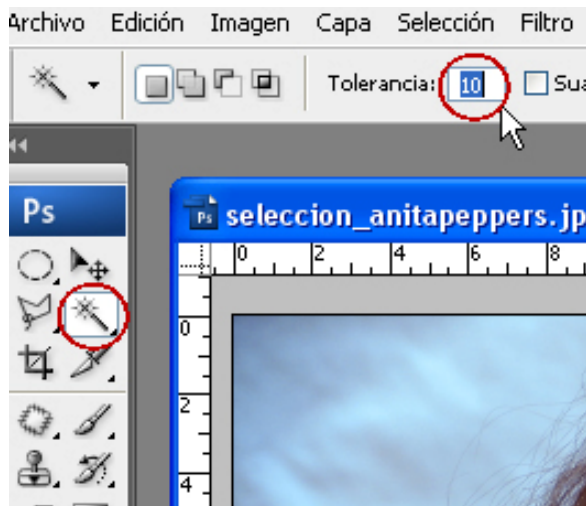 Archivo Edición Imagen Capa Selección Filtro
Tolerancia: 10
Ps
Ps seleccion_anitapeppers.jp
0 2 4 6 8
0
2
4